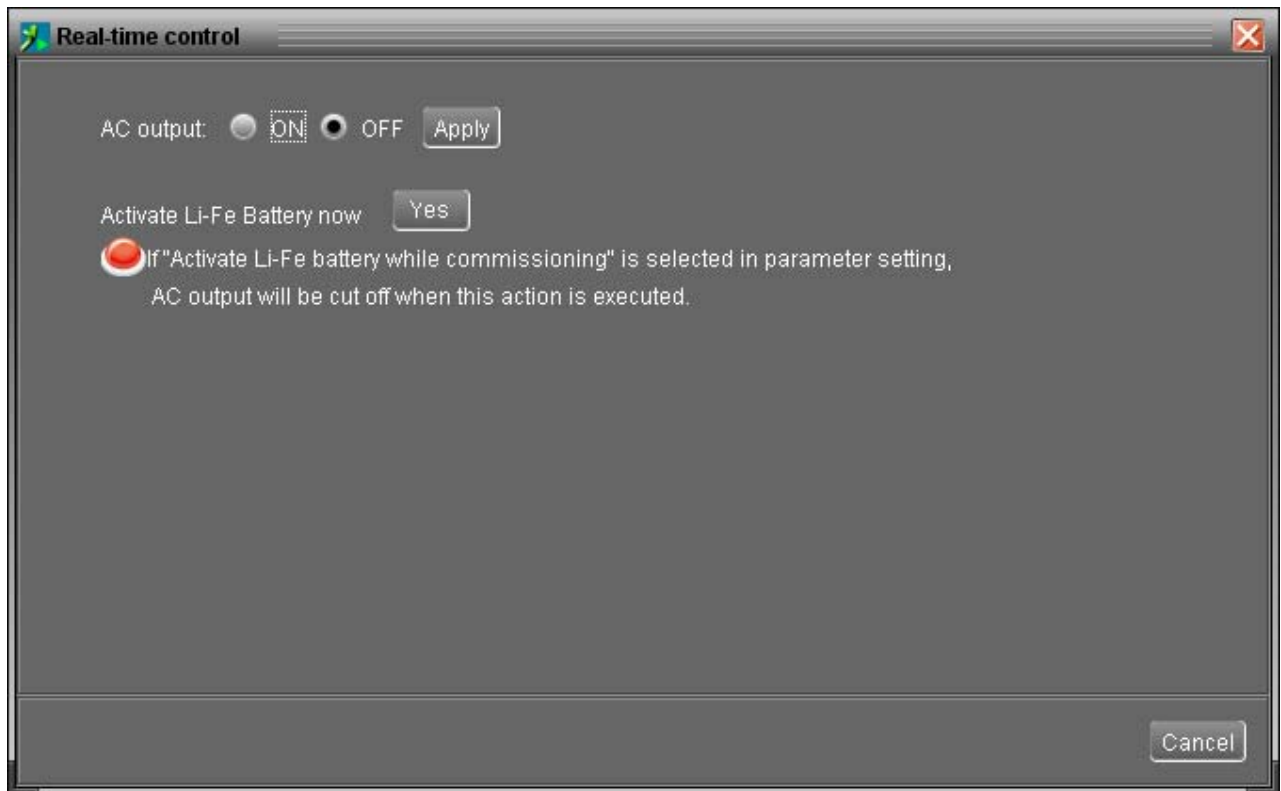 Real-time control
AC output: ON OFF Apply
Activate Li-Fe Battery now Yes
If "Activate Li-Fe battery while commissioning" is selected in parameter setting,
AC output will be cut off when this action is executed.
Cancel